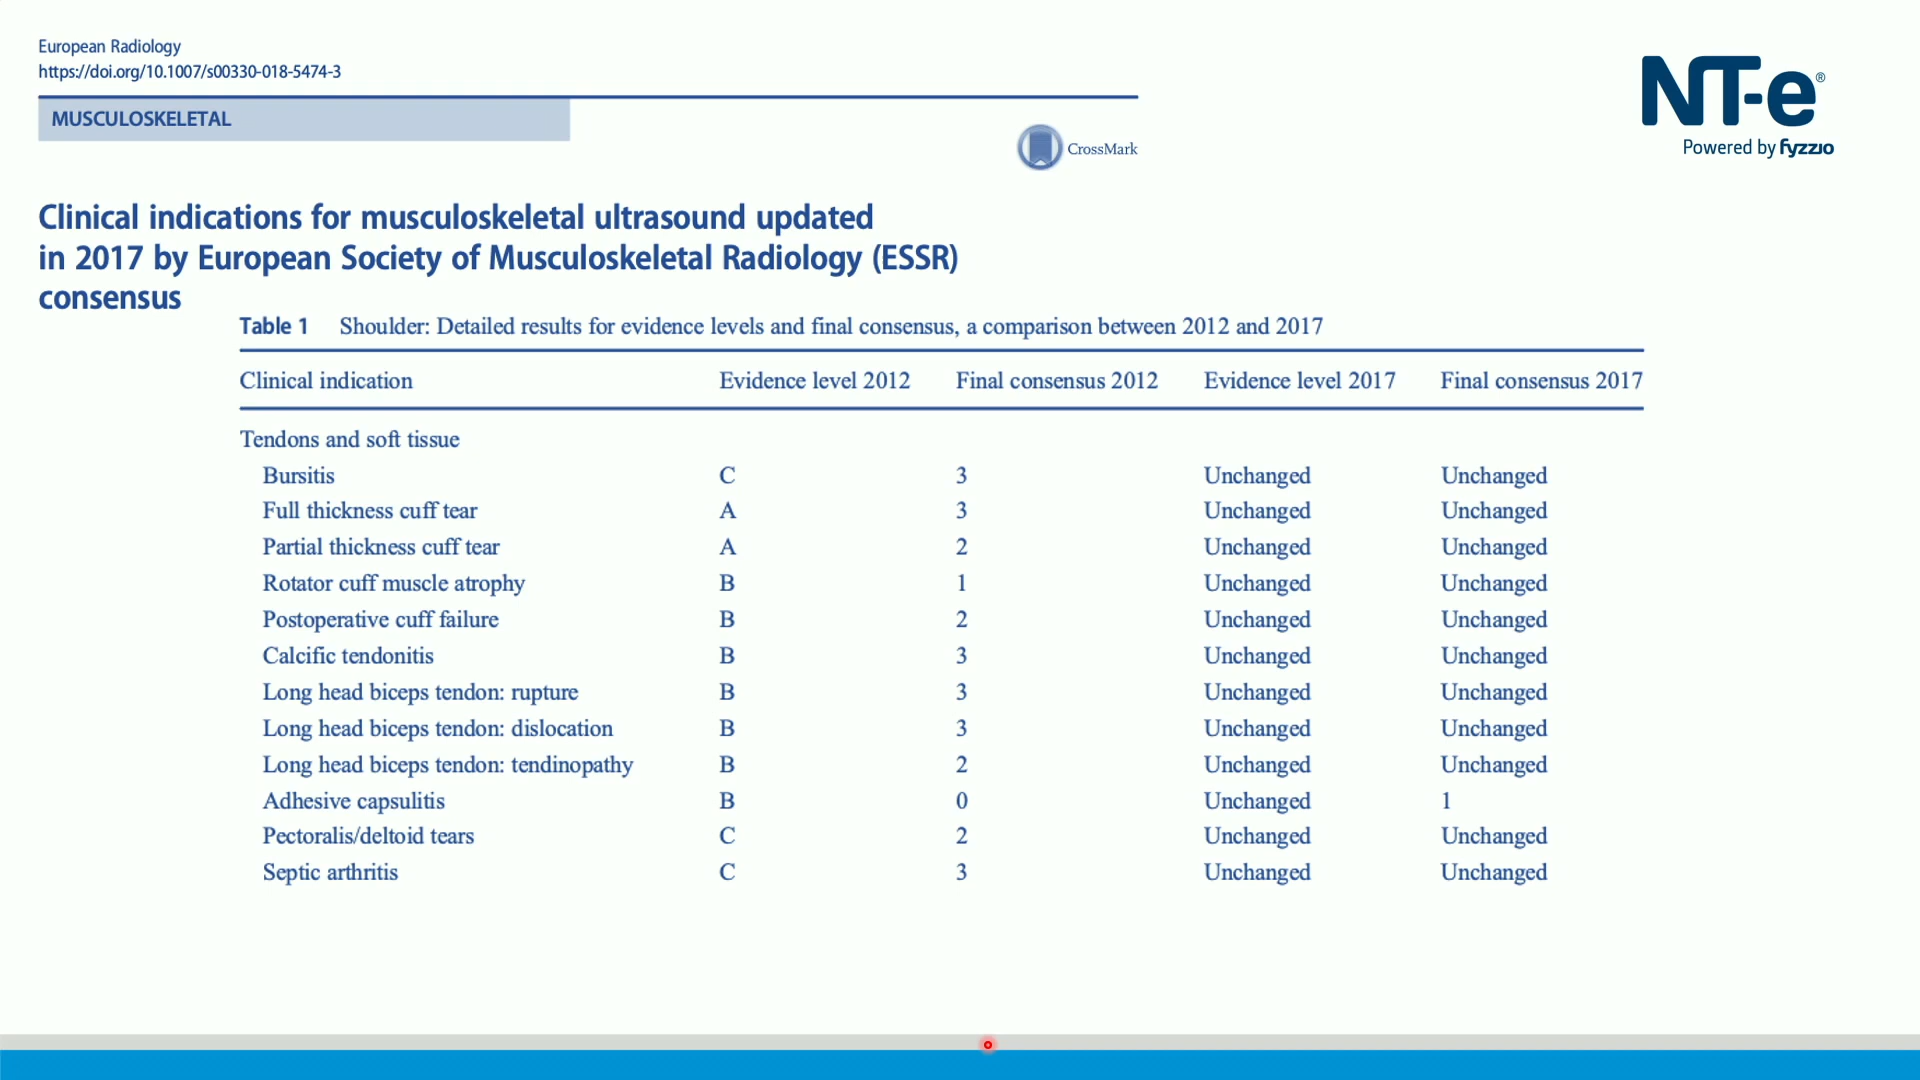 European Radiology
https://doi.org/10.1007/s00330-018-5474-3
MUSCULOSKELETAL
CrossMark
NT-e®
Powered by fyzzio
Clinical indications for musculoskeletal ultrasound updated
in 2017 by European Society of Musculoskeletal Radiology (ESSR)
consensus
Table 1 Shoulder: Detailed results for evidence levels and final consensus, a comparison between 2012 and 2017
Clinical indication Evidence level 2012 Final consensus 2012 Evidence level 2017 Final consensus 2017
Tendons and soft tissue
Bursitis C 3 Unchanged Unchanged
Full thickness cuff tear A 3 Unchanged Unchanged
Partial thickness cuff tear A 2 Unchanged Unchanged
Rotator cuff muscle atrophy B 1 Unchanged Unchanged
Postoperative cuff failure B 2 Unchanged Unchanged
Calcific tendonitis B 3 Unchanged Unchanged
Long head biceps tendon: rupture B 3 Unchanged Unchanged
Long head biceps tendon: dislocation B 3 Unchanged Unchanged
Long head biceps tendon: tendinopathy B 2 Unchanged Unchanged
Adhesive capsulitis B 0 Unchanged 1
Pectoralis/deltoid tears C 2 Unchanged Unchanged
Septic arthritis C 3 Unchanged Unchanged